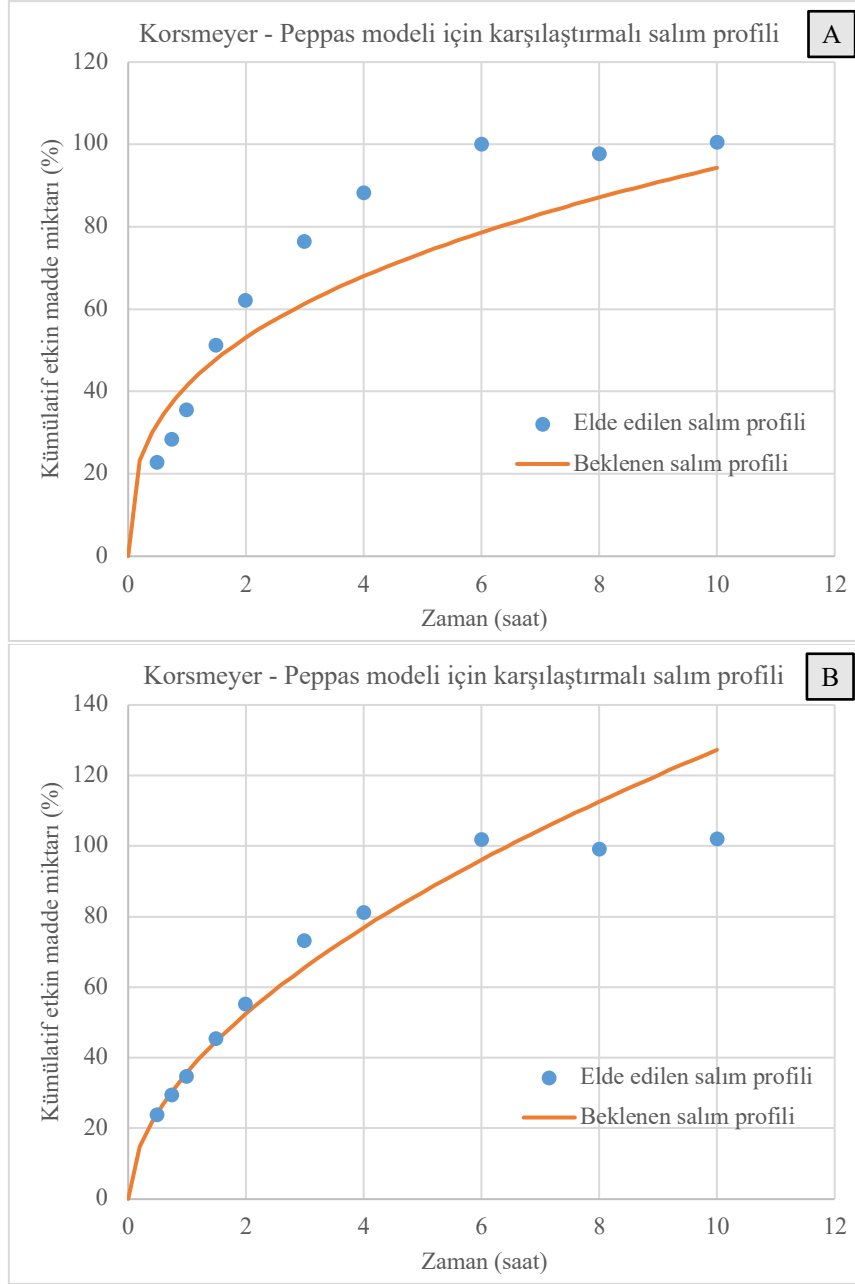 Korsmeyer - Peppas modeli için karşılaştırmalı salım profili
A
120
100
80
60
40
20
0
0 2 4 6 8 10 12
Kümülatif etkin madde miktarı (%)
Zaman (saat)
Elde edilen salım profili
Beklenen salım profili
Korsmeyer - Peppas modeli için karşılaştırmalı salım profili
B
140
120
100
80
60
40
20
0
0 2 4 6 8 10 12
Kümülatif etkin madde miktarı (%)
Zaman (saat)
Elde edilen salım profili
Beklenen salım profili